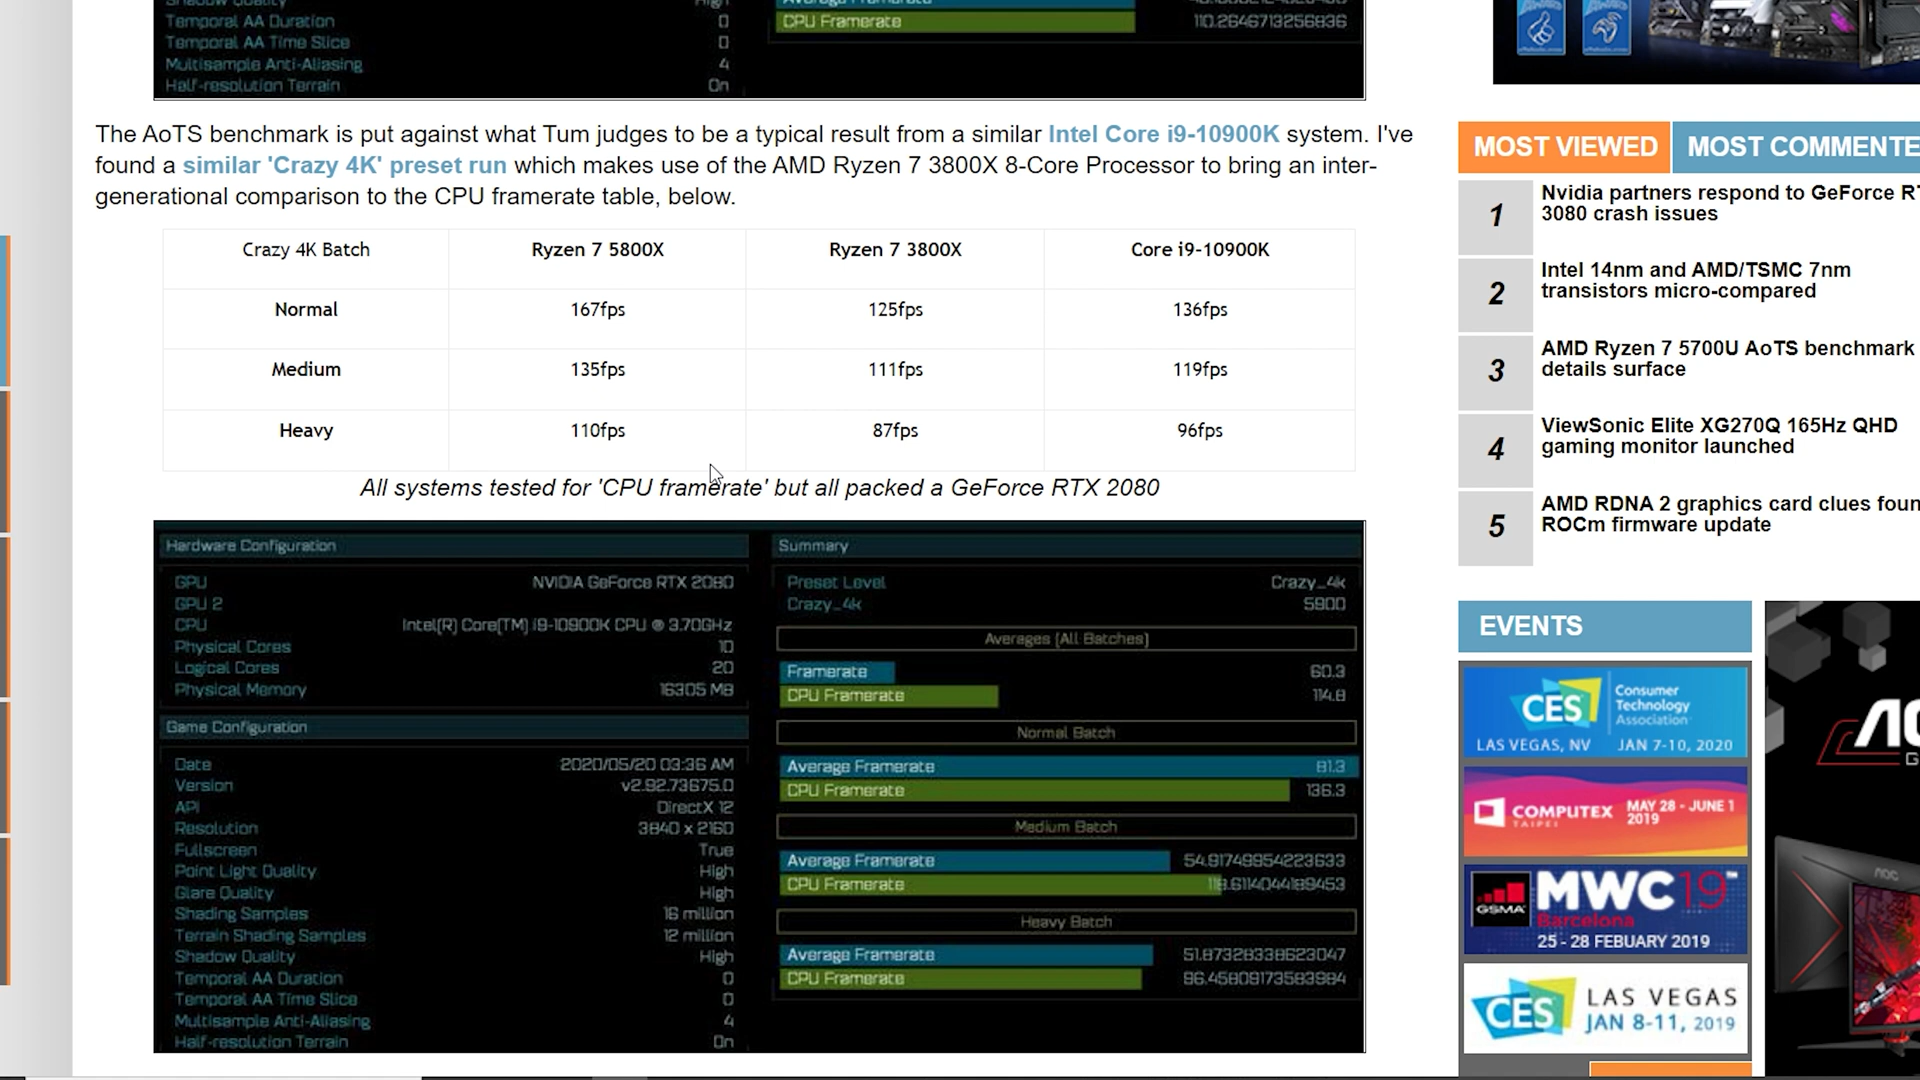 Temporal AA Duration 0
Temporal AA Time Slice 0
Multisample Anti-Aliasing 4
Half-resolution Terrain On
CPU Framerate 110.2646713256836
The AoTS benchmark is put against what Tum judges to be a typical result from a similar Intel Core i9-10900K system. I've
found a similar 'Crazy 4K' preset run which makes use of the AMD Ryzen 7 3800X 8-Core Processor to bring an inter-
generational comparison to the CPU framerate table, below.
Crazy 4K Batch Ryzen 7 5800X Ryzen 7 3800X Core i9-10900K
Normal 167fps 125fps 136fps
Medium 135fps 111fps 119fps
Heavy 110fps 87fps 96fps
All systems tested for 'CPU framerate' but all packed a GeForce RTX 2080
Hardware Configuration
GPU NVIDIA GeForce RTX 2080
GPU 2
CPU Intel(R) Core(TM) i9-10900K CPU @ 3.70GHz
Physical Cores 10
Logical Cores 20
Physical Memory 16305 MB
Game Configuration
Date 2020/05/20 03:36 AM
Version v2.92.73675.0
API DirectX 12
Resolution 3840 x 2160
Fullscreen True
Point Light Quality High
Glare Quality High
Shading Samples 16 million
Terrain Shading Samples 12 million
Shadow Quality High
Temporal AA Duration 0
Temporal AA Time Slice 0
Multisample Anti-Aliasing 4
Half-resolution Terrain On
Summary
Preset Level Crazy_4k
Crazy_4k 5900
Averages (All Batches)
Framerate 60.3
CPU Framerate 114.8
Normal Batch
Average Framerate 81.3
CPU Framerate 136.3
Medium Batch
Average Framerate 54.91749954223633
CPU Framerate 118.6114044189453
Heavy Batch
Average Framerate 51.87328338623047
CPU Framerate 96.45809173583984
MOST VIEWED
MOST COMMENTE
1 Nvidia partners respond to GeForce RT
3080 crash issues
2 Intel 14nm and AMD/TSMC 7nm
transistors micro-compared
3 AMD Ryzen 7 5700U AoTS benchmark
details surface
4 ViewSonic Elite XG270Q 165Hz QHD
gaming monitor launched
5 AMD RDNA 2 graphics card clues foun
ROCm firmware update
EVENTS
CES Consumer
Technology
Association
LAS VEGAS, NV JAN 7-10, 2020
COMPUTEX
TAIPEI
MAY 28 - JUNE 1
2019
GSMA
MWC19
Barcelona
25 - 28 FEBUARY 2019
CES LAS VEGAS
JAN 8-11, 2019
AOC